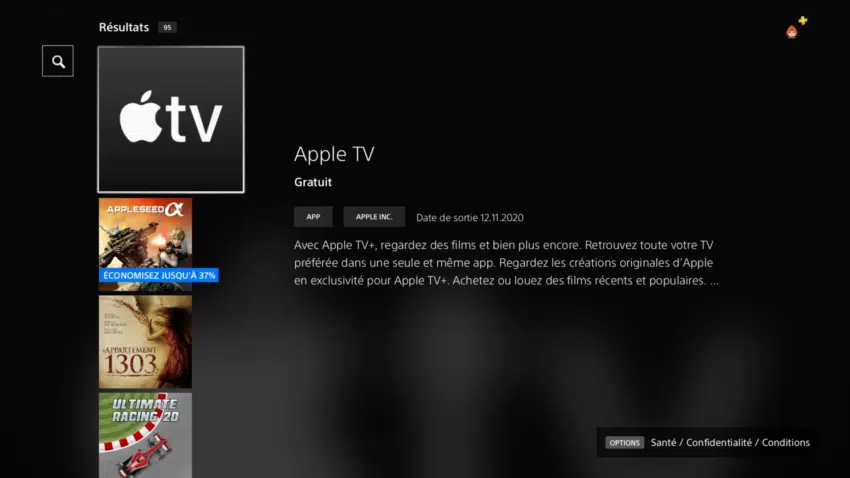 Résultats 95
tv
Apple TV
Gratuit
APP APPLE INC. Date de sortie 12.11.2020
Avec Apple TV+, regardez des films et bien plus encore. Retrouvez toute votre TV
préférée dans une seule et même app. Regardez les créations originales d'Apple
en exclusivité pour Apple TV+. Achetez ou louez des films récents et populaires. ...
APPLESEED α
ÉCONOMISEZ JUSQU'À 37%
APPARTEMENT
1303
ULTIMATE
RACING 2D
OPTIONS Santé / Confidentialité / Conditions